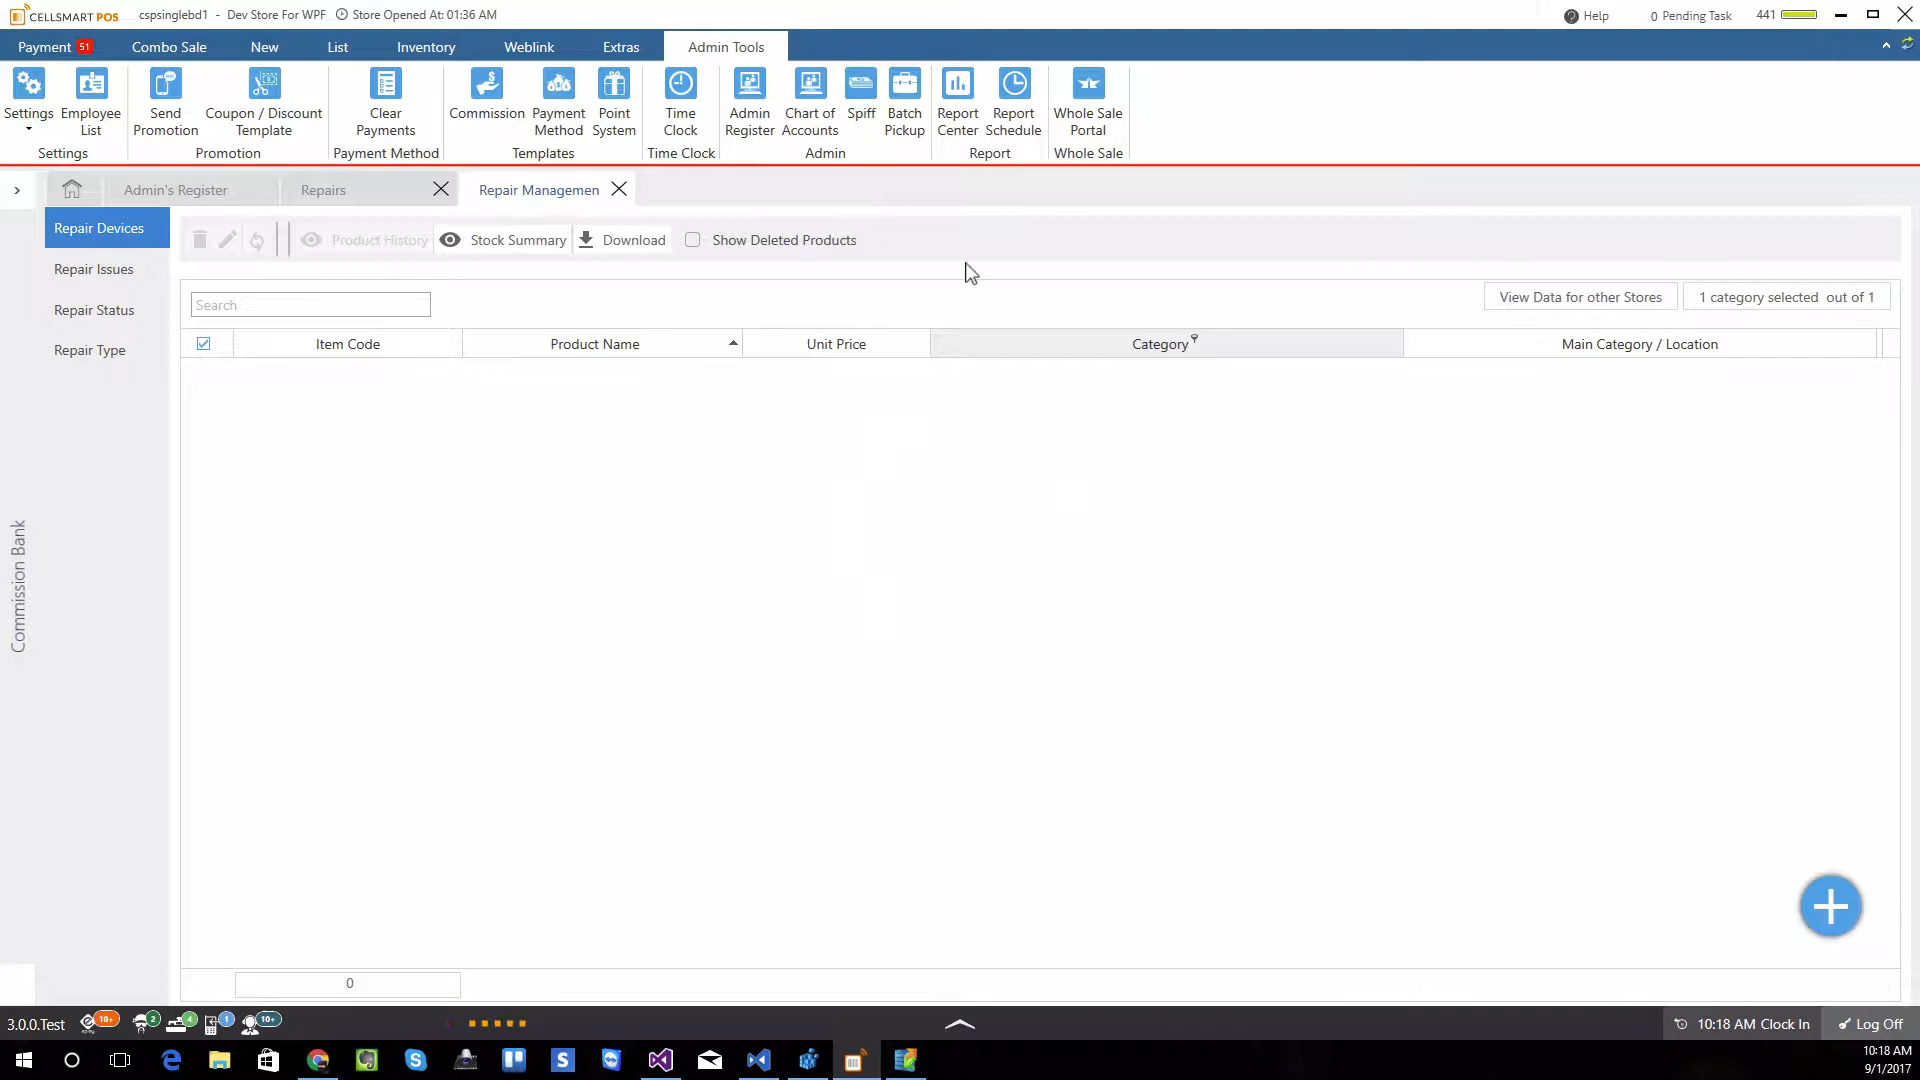 CELLSMART POS cspsinglebd1 - Dev Store For WPF Store Opened At: 01:36 AM Help 0 Pending Task 441
Payment 51 Combo Sale New List Inventory Weblink Extras Admin Tools
Settings Employee List Send Promotion Coupon / Discount Template Clear Payments Commission Payment Method Point System Time Clock Admin Register Chart of Accounts Spiff Batch Pickup Report Center Report Schedule Whole Sale Portal
Settings Promotion Payment Method Templates Time Clock Admin Report Whole Sale
Admin's Register Repairs Repair Managemen
Repair Devices
Repair Issues
Repair Status
Repair Type
Product History Stock Summary Download Show Deleted Products
Search View Data for other Stores 1 category selected out of 1
Item Code Product Name Unit Price Category Main Category / Location
Commission Bank
0
3.0.0.Test 10+ 2 4 1 10+ 10:18 AM Clock In Log Off
10:18 AM
9/1/2017